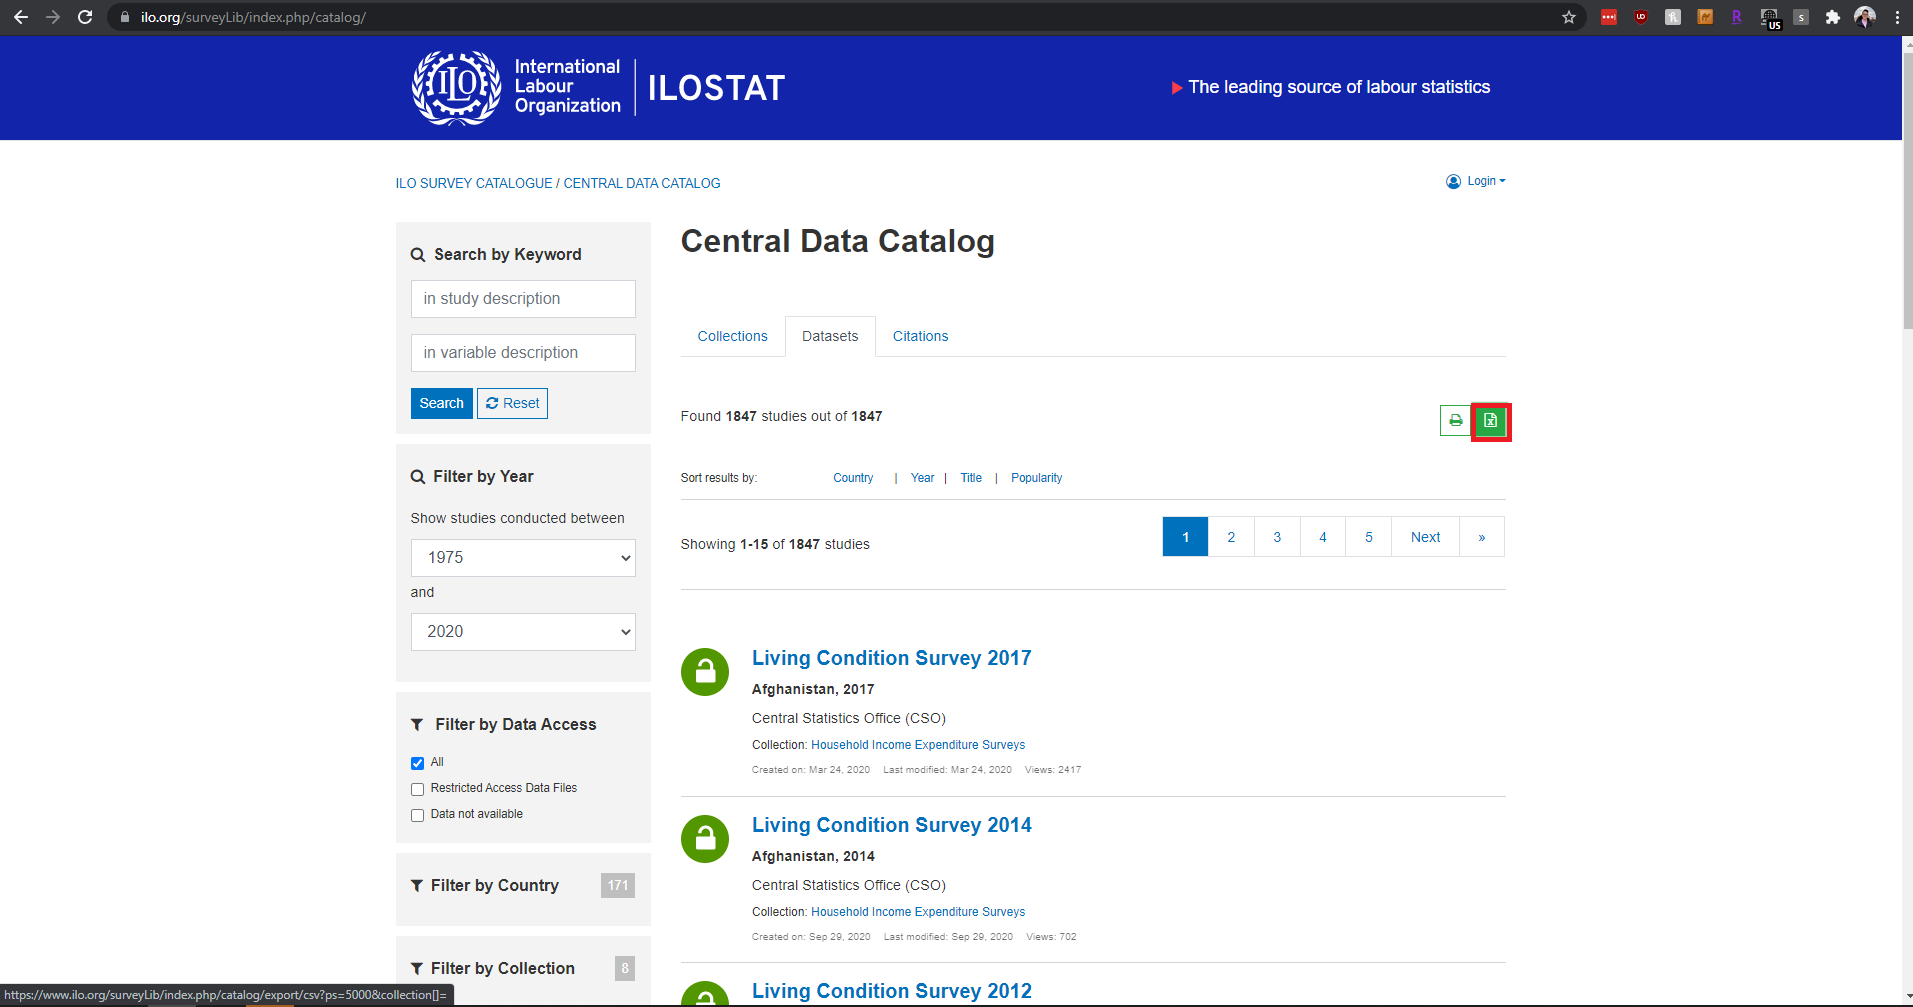 ilo.org/surveyLib/index.php/catalog/
US
ILO
International
Labour
Organization
ILOSTAT
The leading source of labour statistics
ILO SURVEY CATALOGUE / CENTRAL DATA CATALOG
Login
Search by Keyword
in study description
in variable description
Search
Reset
Filter by Year
Show studies conducted between
1975
and
2020
Filter by Data Access
All
Restricted Access Data Files
Data not available
Filter by Country
171
Filter by Collection
8
Central Data Catalog
Collections
Datasets
Citations
Found 1847 studies out of 1847
Sort results by:
Country | Year | Title | Popularity
Showing 1-15 of 1847 studies
1 2 3 4 5 Next »
Living Condition Survey 2017
Afghanistan, 2017
Central Statistics Office (CSO)
Collection: Household Income Expenditure Surveys
Created on: Mar 24, 2020 Last modified: Mar 24, 2020 Views: 2417
Living Condition Survey 2014
Afghanistan, 2014
Central Statistics Office (CSO)
Collection: Household Income Expenditure Surveys
Created on: Sep 29, 2020 Last modified: Sep 29, 2020 Views: 702
Living Condition Survey 2012
https://www.ilo.org/surveyLib/index.php/catalog/export/csv?ps=5000&collection[]=